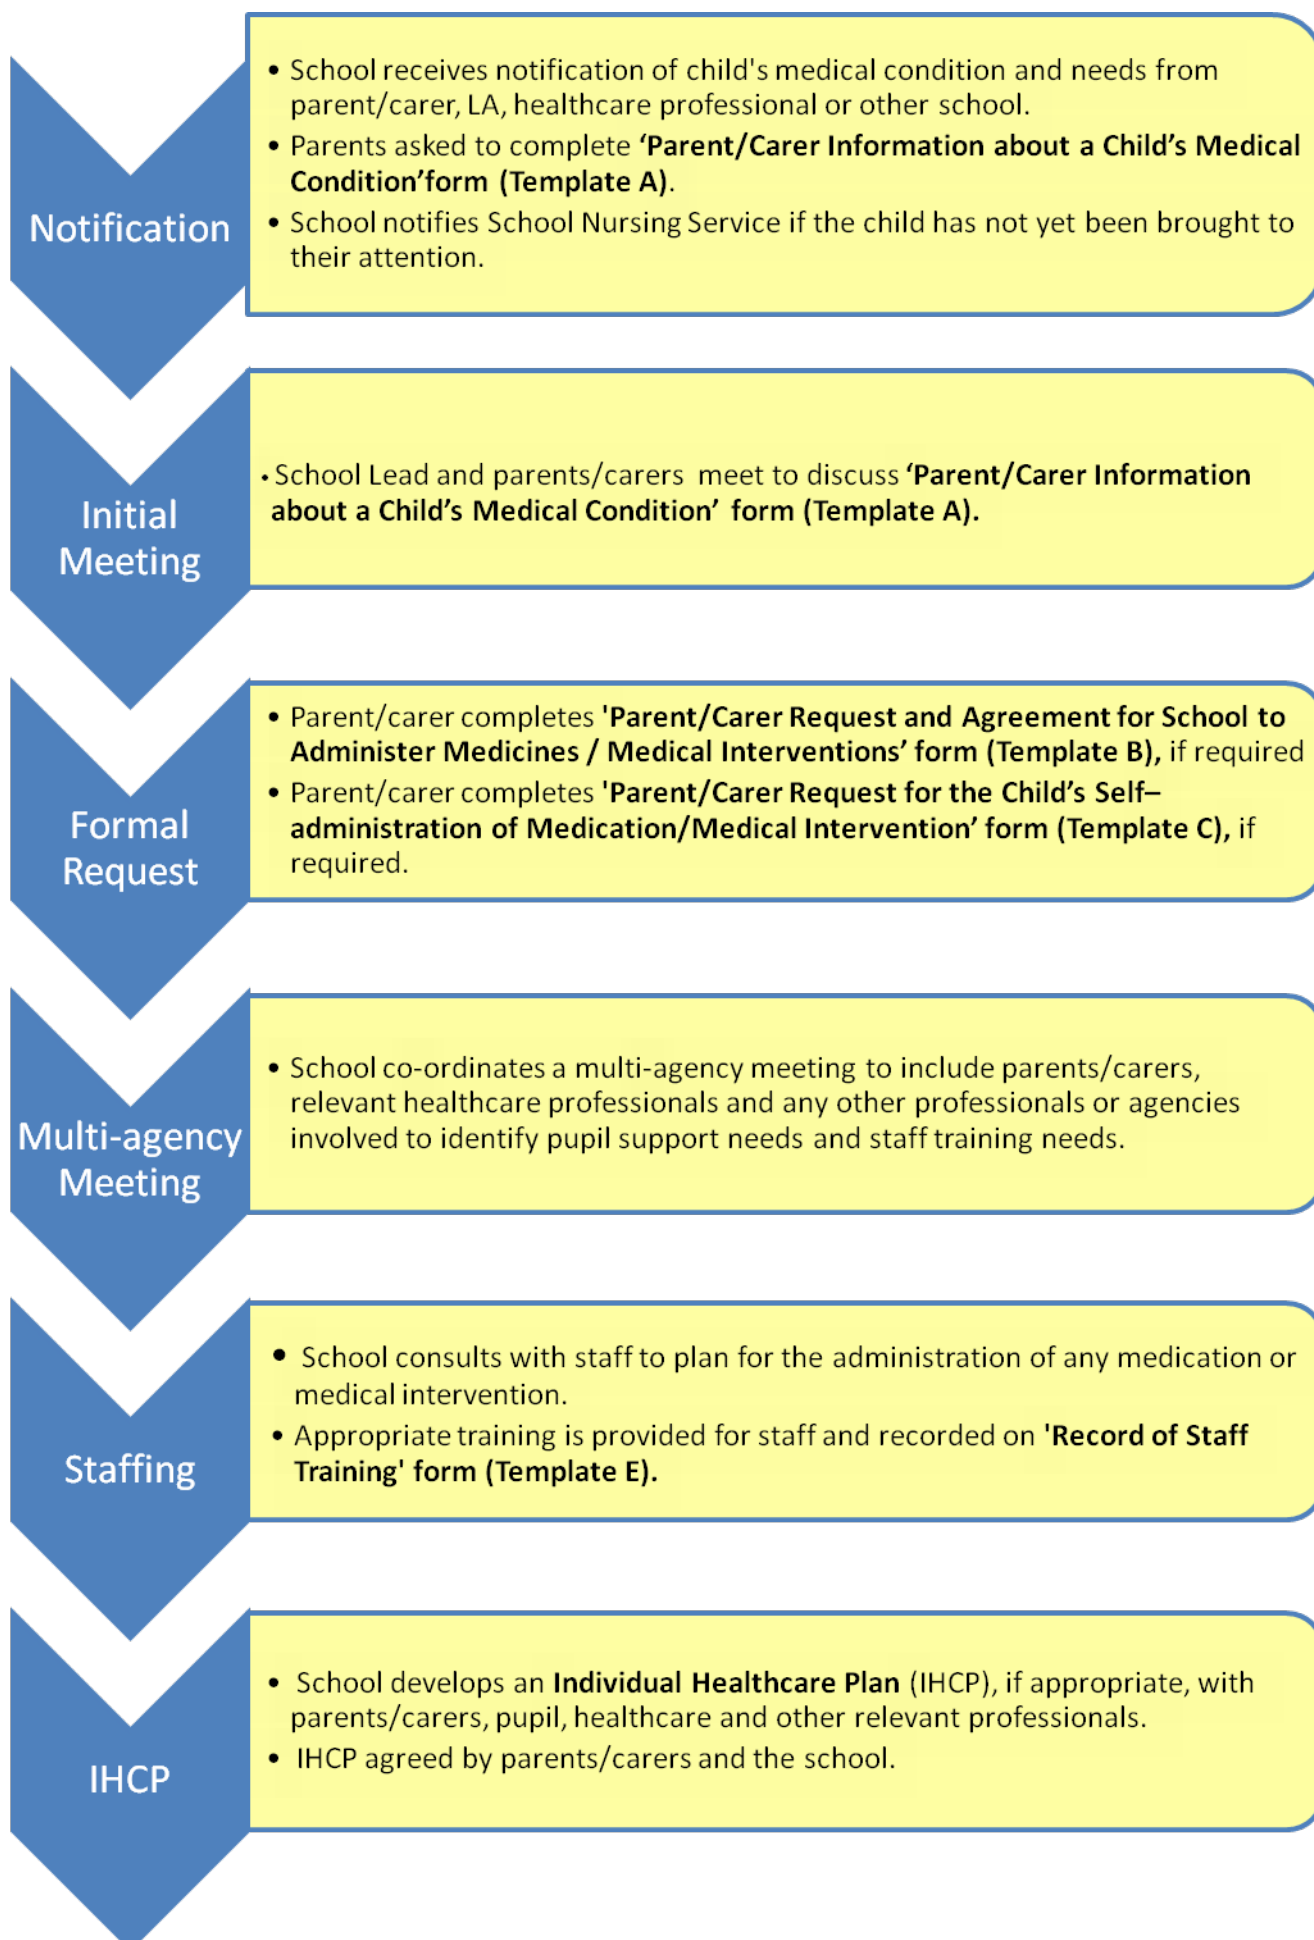 Notification
• School receives notification of child's medical condition and needs from
parent/carer, LA, healthcare professional or other school.
• Parents asked to complete ‘Parent/Carer Information about a Child’s Medical
Condition’form (Template A).
• School notifies School Nursing Service if the child has not yet been brought to
their attention.
Initial
Meeting
• School Lead and parents/carers meet to discuss ‘Parent/Carer Information
about a Child’s Medical Condition’ form (Template A).
Formal
Request
• Parent/carer completes 'Parent/Carer Request and Agreement for School to
Administer Medicines / Medical Interventions’ form (Template B), if required
• Parent/carer completes 'Parent/Carer Request for the Child’s Self–
administration of Medication/Medical Intervention’ form (Template C), if
required.
Multi-agency
Meeting
• School co-ordinates a multi-agency meeting to include parents/carers,
relevant healthcare professionals and any other professionals or agencies
involved to identify pupil support needs and staff training needs.
Staffing
• School consults with staff to plan for the administration of any medication or
medical intervention.
• Appropriate training is provided for staff and recorded on 'Record of Staff
Training' form (Template E).
IHCP
• School develops an Individual Healthcare Plan (IHCP), if appropriate, with
parents/carers, pupil, healthcare and other relevant professionals.
• IHCP agreed by parents/carers and the school.